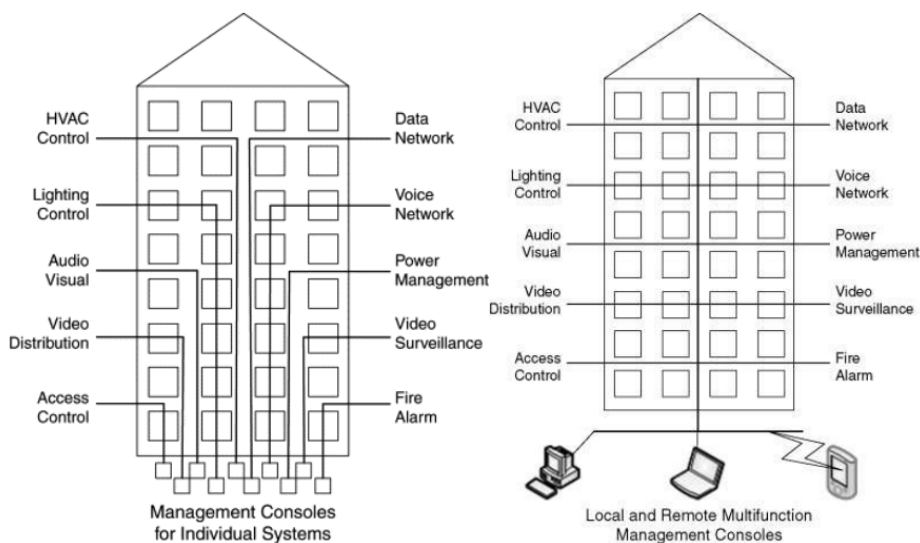 HVAC
Control
Lighting
Control
Audio
Visual
Video
Distribution
Access
Control
Data
Network
Voice
Network
Power
Management
Video
Surveillance
Fire
Alarm
Management Consoles
for Individual Systems
HVAC
Control
Lighting
Control
Audio
Visual
Video
Distribution
Access
Control
Data
Network
Voice
Network
Power
Management
Video
Surveillance
Fire
Alarm
Local and Remote Multifunction
Management Consoles